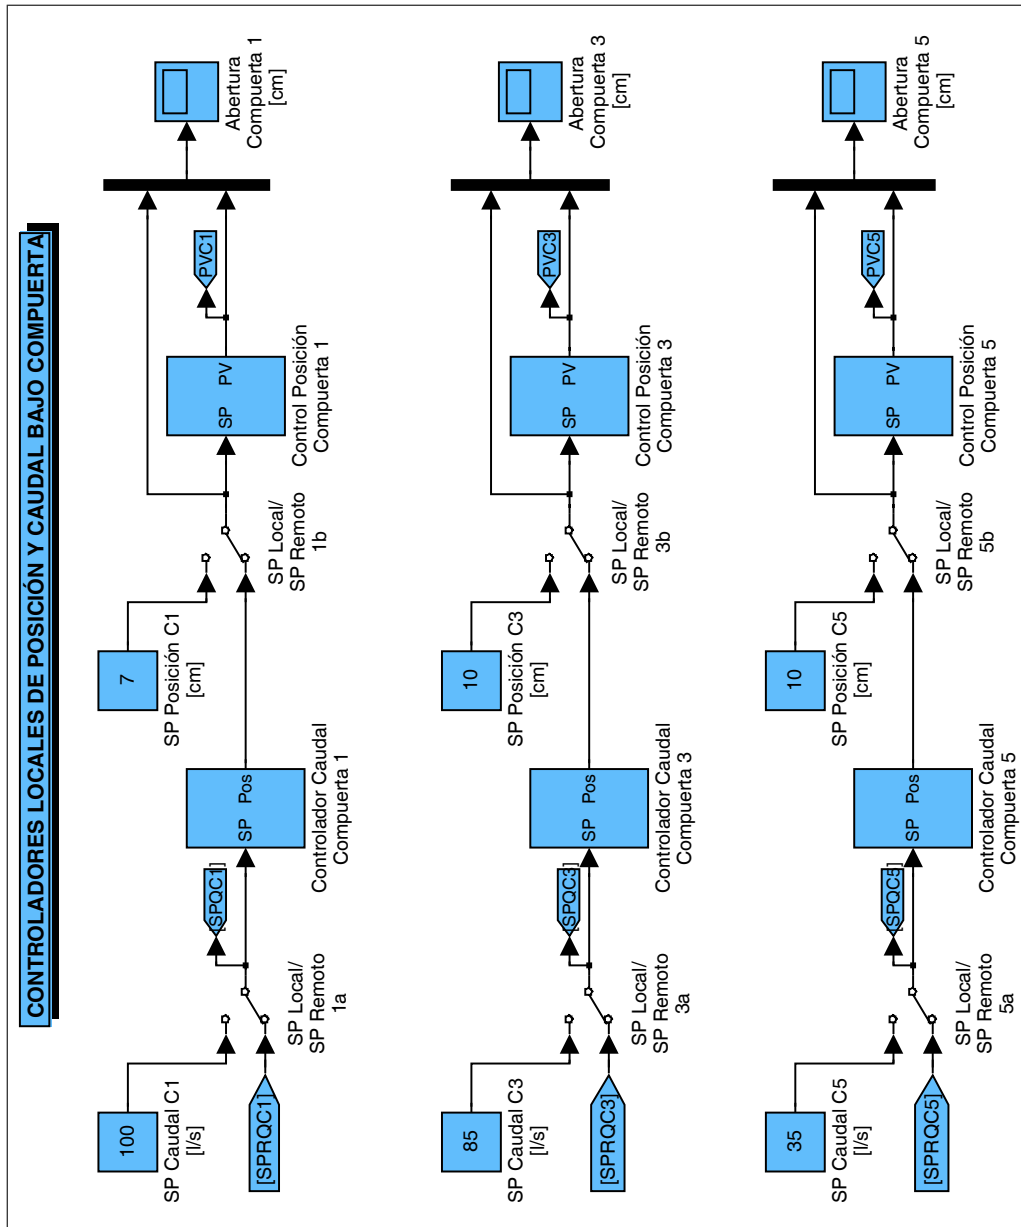 CONTROLADORES LOCALES DE POSICIÓN Y CAUDAL BAJO COMPUERTA
100
SP Caudal C1
[l/s]
[SPRQC1]
SP Local/
SP Remoto
1a
[SPQC1]
SP
Pos
Controlador Caudal
Compuerta 1
7
SP Posición C1
[cm]
SP Local/
SP Remoto
1b
SP
PV
Control Posición
Compuerta 1
PVC1
Abertura
Compuerta 1
[cm]
85
SP Caudal C3
[l/s]
[SPRQC3]
SP Local/
SP Remoto
3a
[SPQC3]
SP
Pos
Controlador Caudal
Compuerta 3
10
SP Posición C3
[cm]
SP Local/
SP Remoto
3b
SP
PV
Control Posición
Compuerta 3
PVC3
Abertura
Compuerta 3
[cm]
35
SP Caudal C5
[l/s]
[SPRQC5]
SP Local/
SP Remoto
5a
[SPQC5]
SP
Pos
Controlador Caudal
Compuerta 5
10
SP Posición C5
[cm]
SP Local/
SP Remoto
5b
SP
PV
Control Posición
Compuerta 5
PVC5
Abertura
Compuerta 5
[cm]